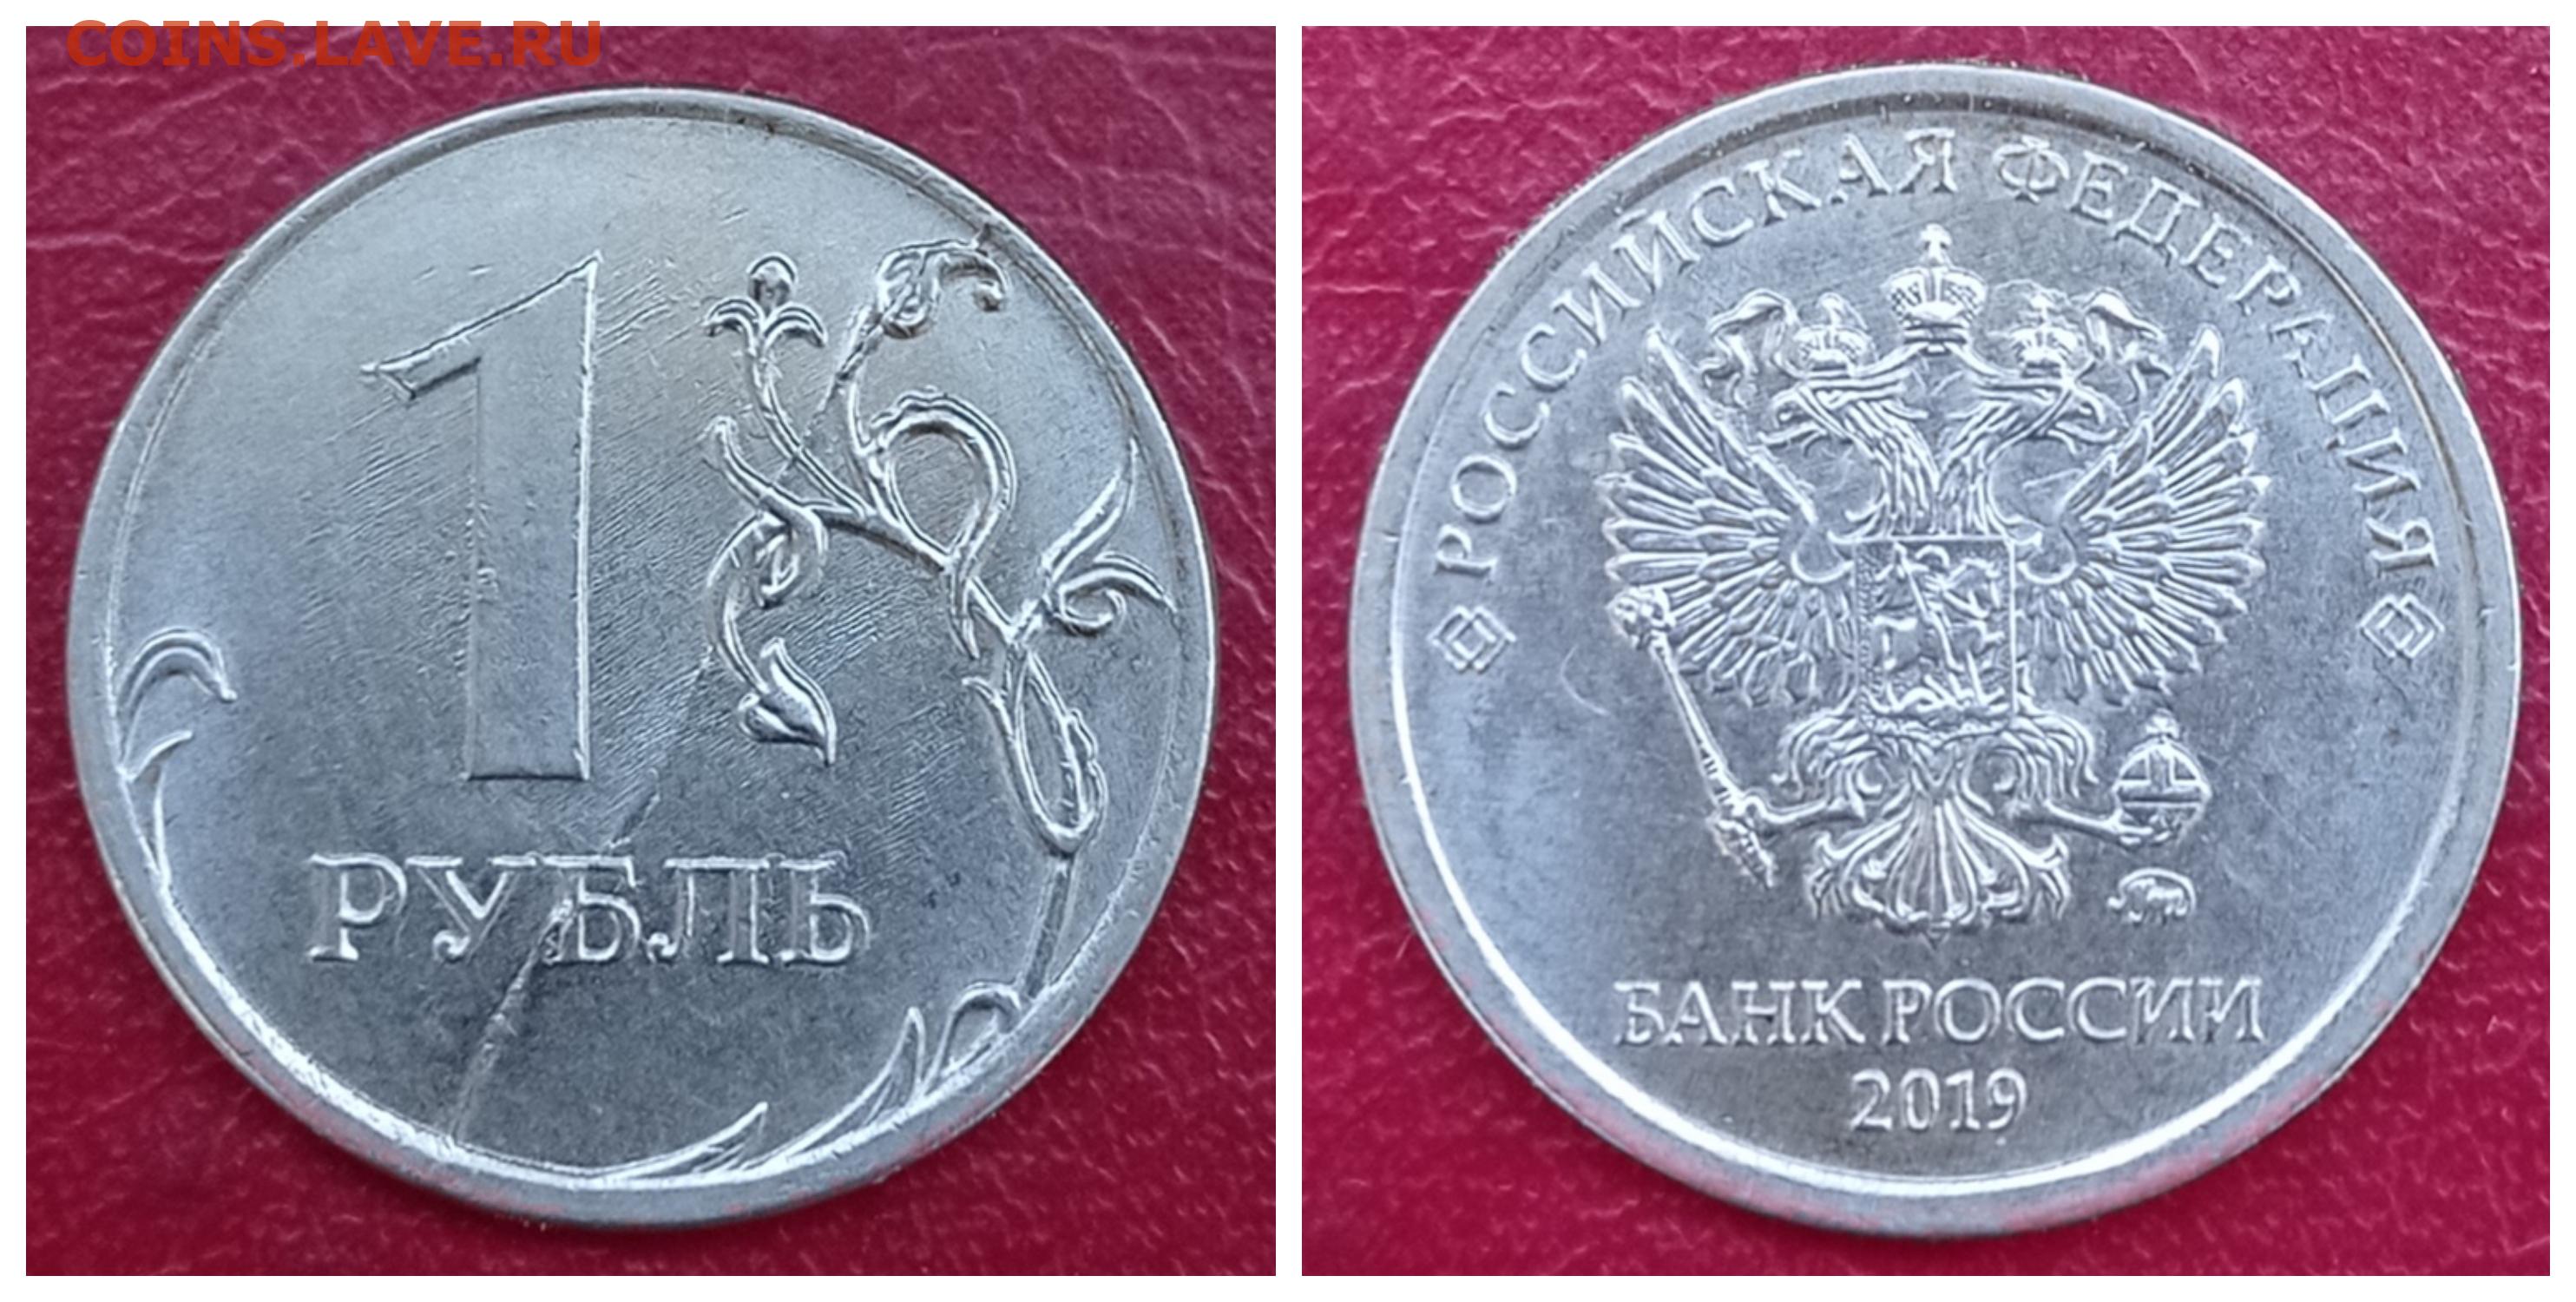 COINS.LAVE.RU
1
РУБЛЬ
РОССИЙСКАЯ ФЕДЕРАЦИЯ
БАНК РОССИИ
2019